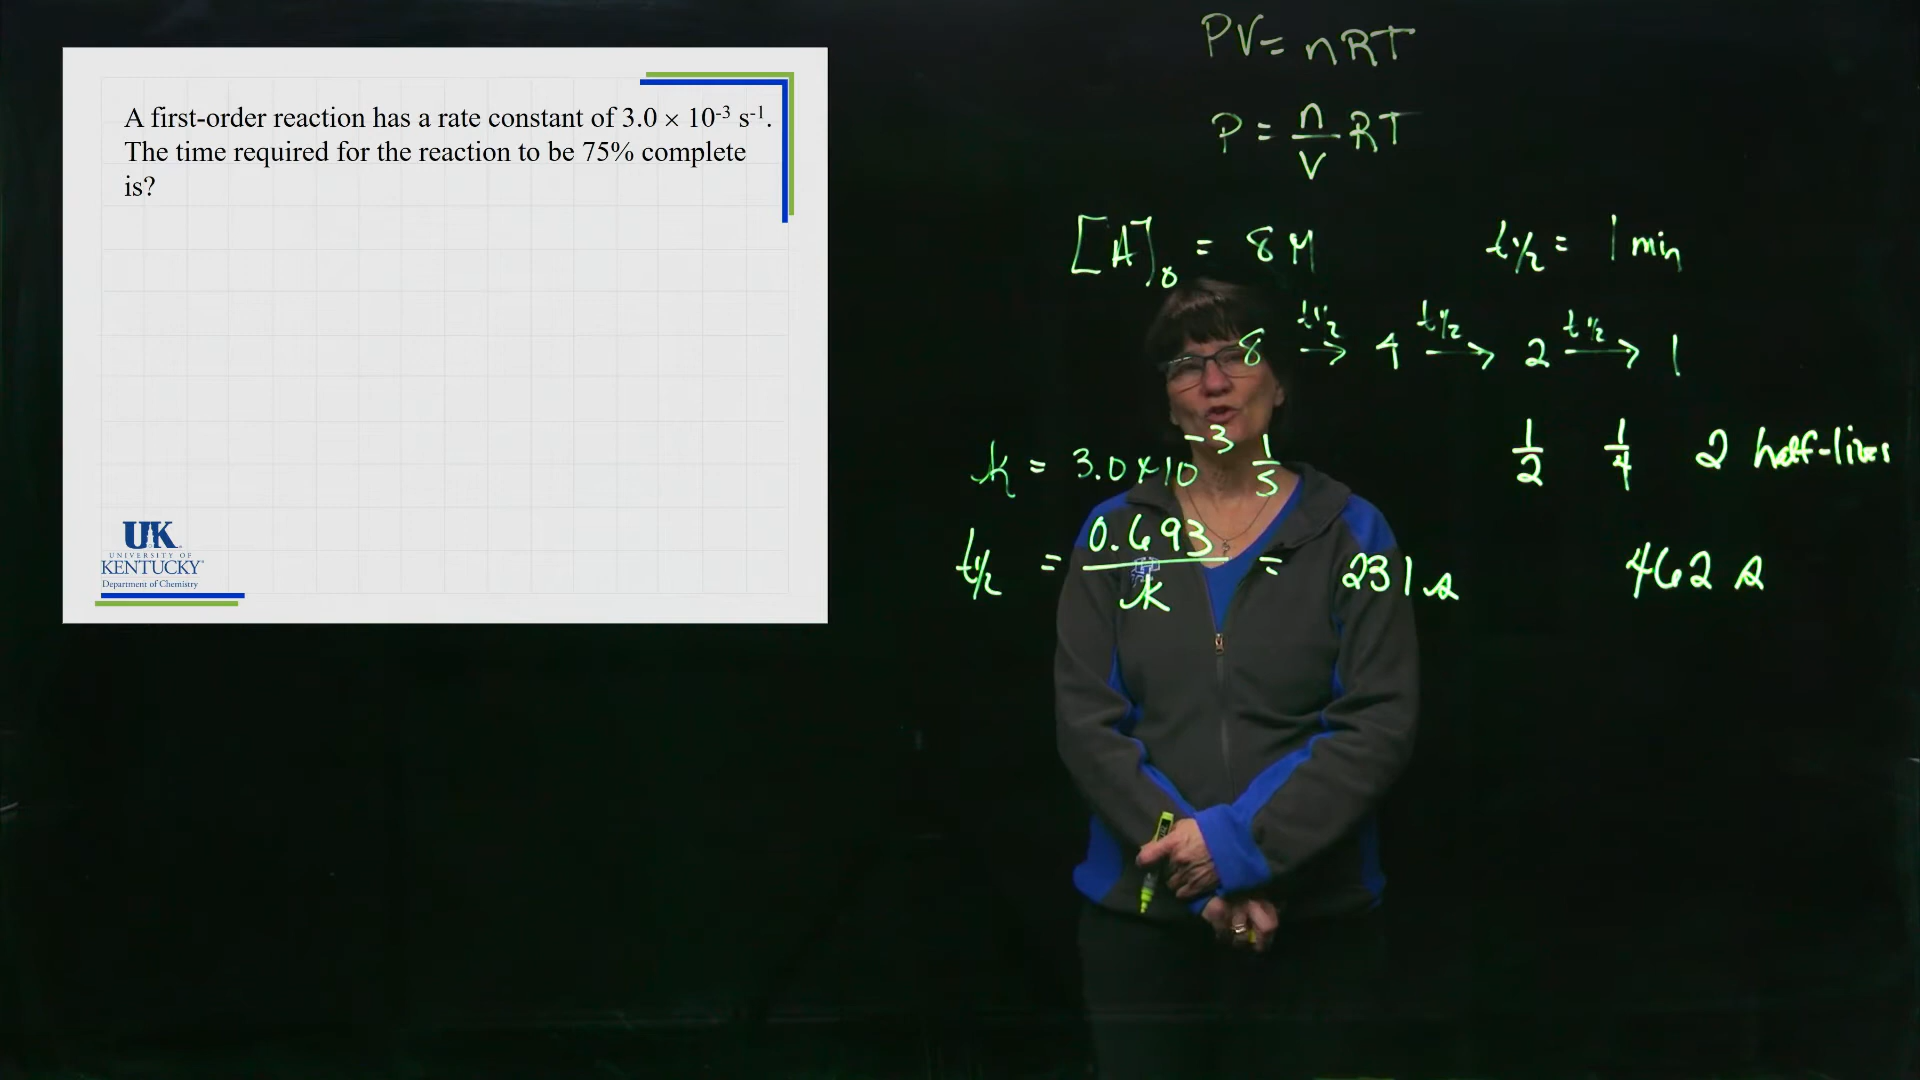 A first-order reaction has a rate constant of 3.0 × 10⁻³ s⁻¹.
The time required for the reaction to be 75% complete
is?
UK
UNIVERSITY OF
KENTUCKY
Department of Chemistry
PV = nRT
P = n/V RT
[A]₀ = 8 M t½ = 1 min
8 t½→ 4 t½→ 2 t½→ 1
k = 3.0 × 10⁻³ 1/s 1/2 1/4 2 half-lives
t½ = 0.693/k = 231 s 462 s